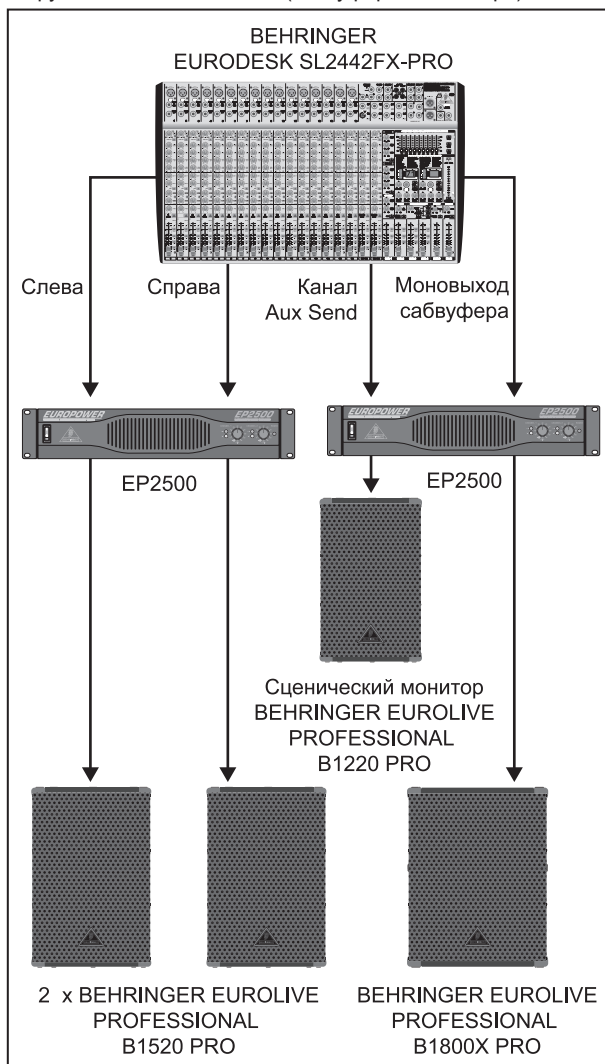 BEHRINGER
EURODESK SL2442FX-PRO
Слева
Справа
Канал
Aux Send
Моновыход
сабвуфера
EUROPOWER
EP2500
EUROPOWER
EP2500
EP2500
EP2500
Сценический монитор
BEHRINGER EUROLIVE
PROFESSIONAL
B1220 PRO
2 x BEHRINGER EUROLIVE
PROFESSIONAL
B1520 PRO
BEHRINGER EUROLIVE
PROFESSIONAL
B1800X PRO